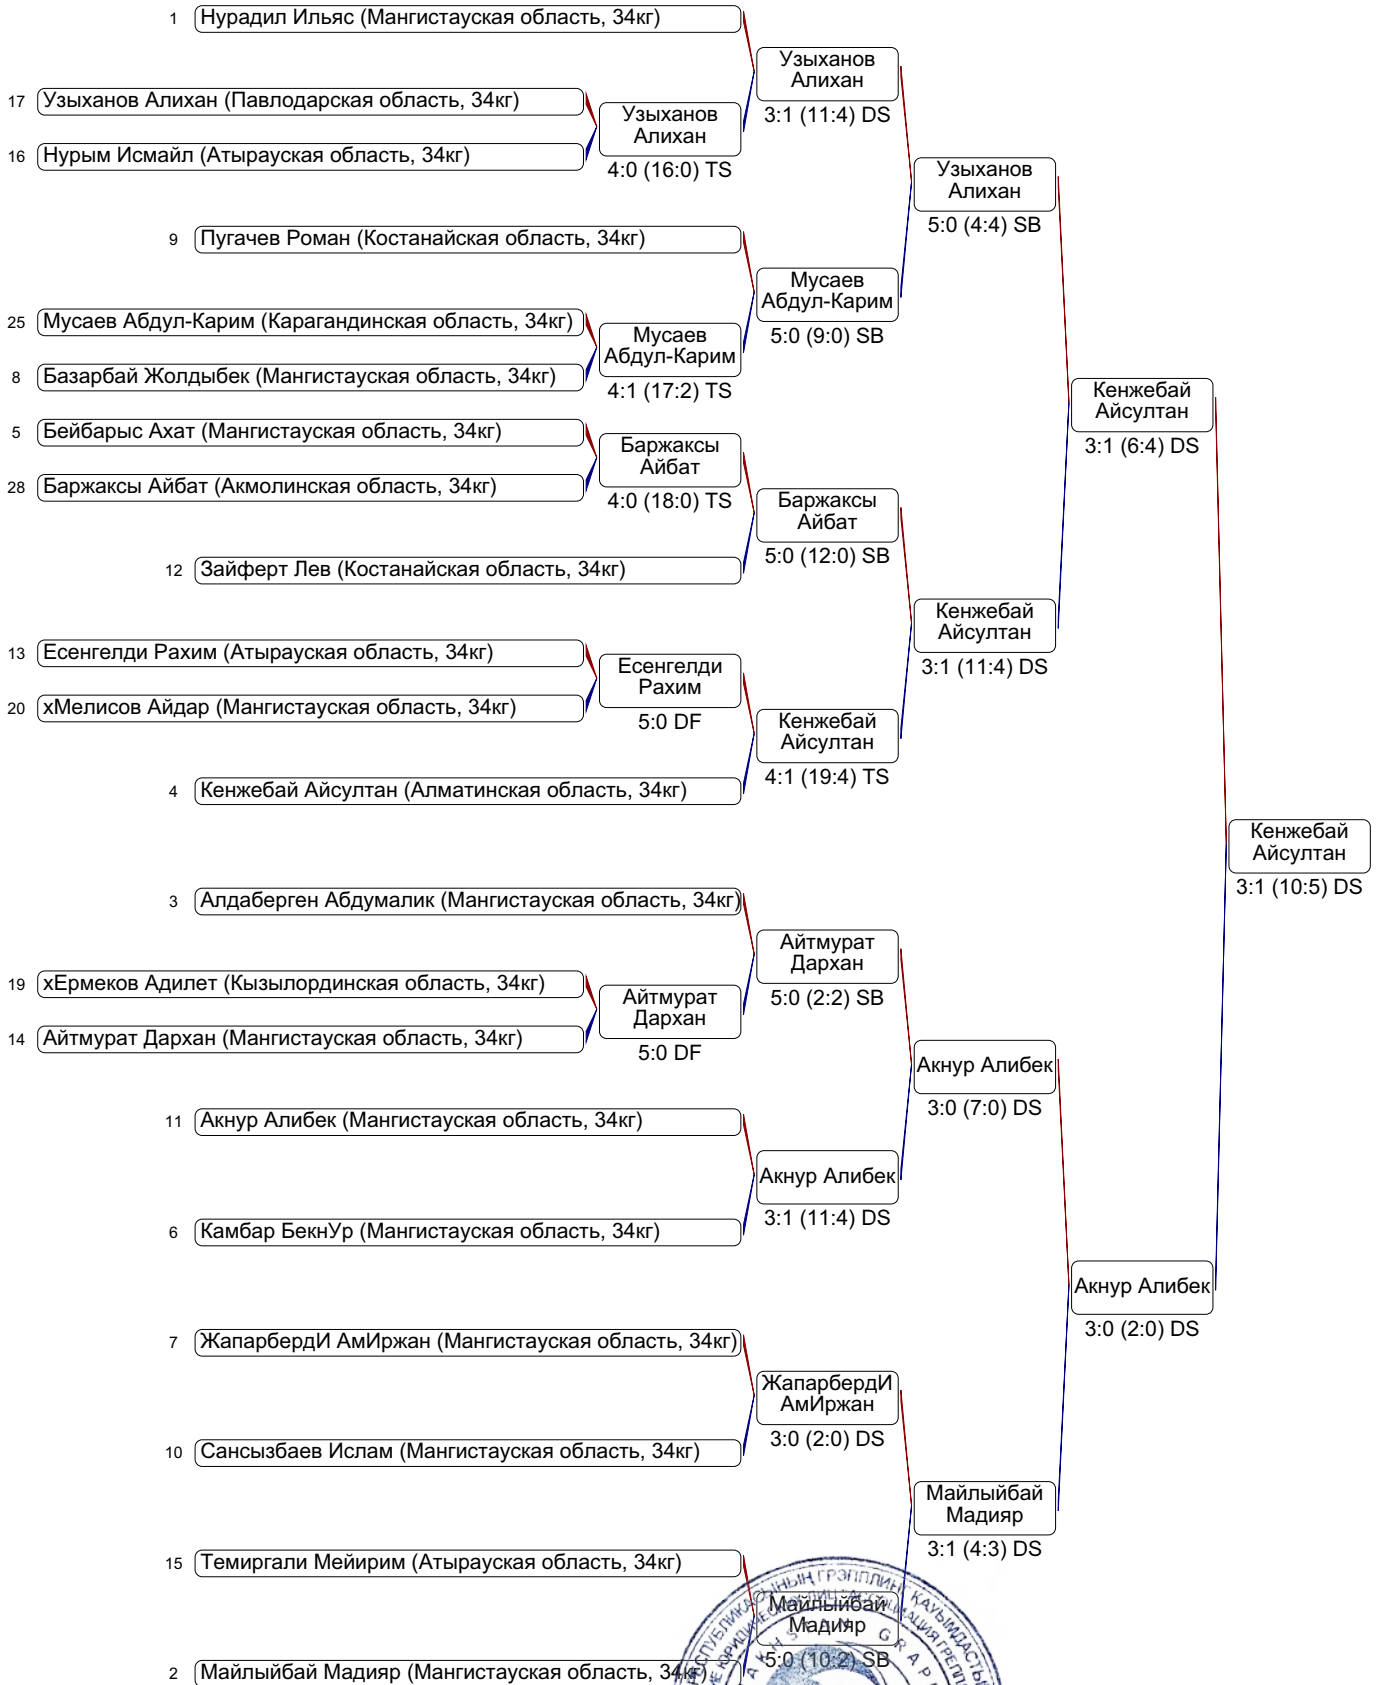 1 Нурадил Ильяс (Мангистауская область, 34кг)
Узыханов
Алихан
3:1 (11:4) DS
17 Узыханов Алихан (Павлодарская область, 34кг)
Узыханов
Алихан
4:0 (16:0) TS
16 Нурым Исмайл (Атырауская область, 34кг)
Узыханов
Алихан
5:0 (4:4) SB
9 Пугачев Роман (Костанайская область, 34кг)
Мусаев
Абдул-Карим
5:0 (9:0) SB
25 Мусаев Абдул-Карим (Карагандинская область, 34кг)
Мусаев
Абдул-Карим
4:1 (17:2) TS
8 Базарбай Жолдыбек (Мангистауская область, 34кг)
Кенжебай
Айсултан
3:1 (6:4) DS
5 Бейбарыс Ахат (Мангистауская область, 34кг)
Баржаксы
Айбат
4:0 (18:0) TS
28 Баржаксы Айбат (Акмолинская область, 34кг)
Баржаксы
Айбат
5:0 (12:0) SB
12 Зайферт Лев (Костанайская область, 34кг)
Кенжебай
Айсултан
3:1 (11:4) DS
13 Есенгелди Рахим (Атырауская область, 34кг)
Есенгелди
Рахим
5:0 DF
20 хМелисов Айдар (Мангистауская область, 34кг)
Кенжебай
Айсултан
4:1 (19:4) TS
4 Кенжебай Айсултан (Алматинская область, 34кг)
Кенжебай
Айсултан
3:1 (10:5) DS
3 Алдаберген Абдумалик (Мангистауская область, 34кг)
Айтмурат
Дархан
5:0 (2:2) SB
19 хЕрмеков Адилет (Кызылординская область, 34кг)
Айтмурат
Дархан
5:0 DF
14 Айтмурат Дархан (Мангистауская область, 34кг)
Акнур Алибек
3:0 (7:0) DS
11 Акнур Алибек (Мангистауская область, 34кг)
Акнур Алибек
3:1 (11:4) DS
6 Камбар БекнУр (Мангистауская область, 34кг)
Акнур Алибек
3:0 (2:0) DS
7 ЖапарбердИ АмИржан (Мангистауская область, 34кг)
ЖапарбердИ
АмИржан
3:0 (2:0) DS
10 Сансызбаев Ислам (Мангистауская область, 34кг)
Майлыйбай
Мадияр
3:1 (4:3) DS
15 Темиргали Мейирим (Атырауская область, 34кг)
Майлыйбай
Мадияр
5:0 (10:2) SB
2 Майлыйбай Мадияр (Мангистауская область, 34кг)